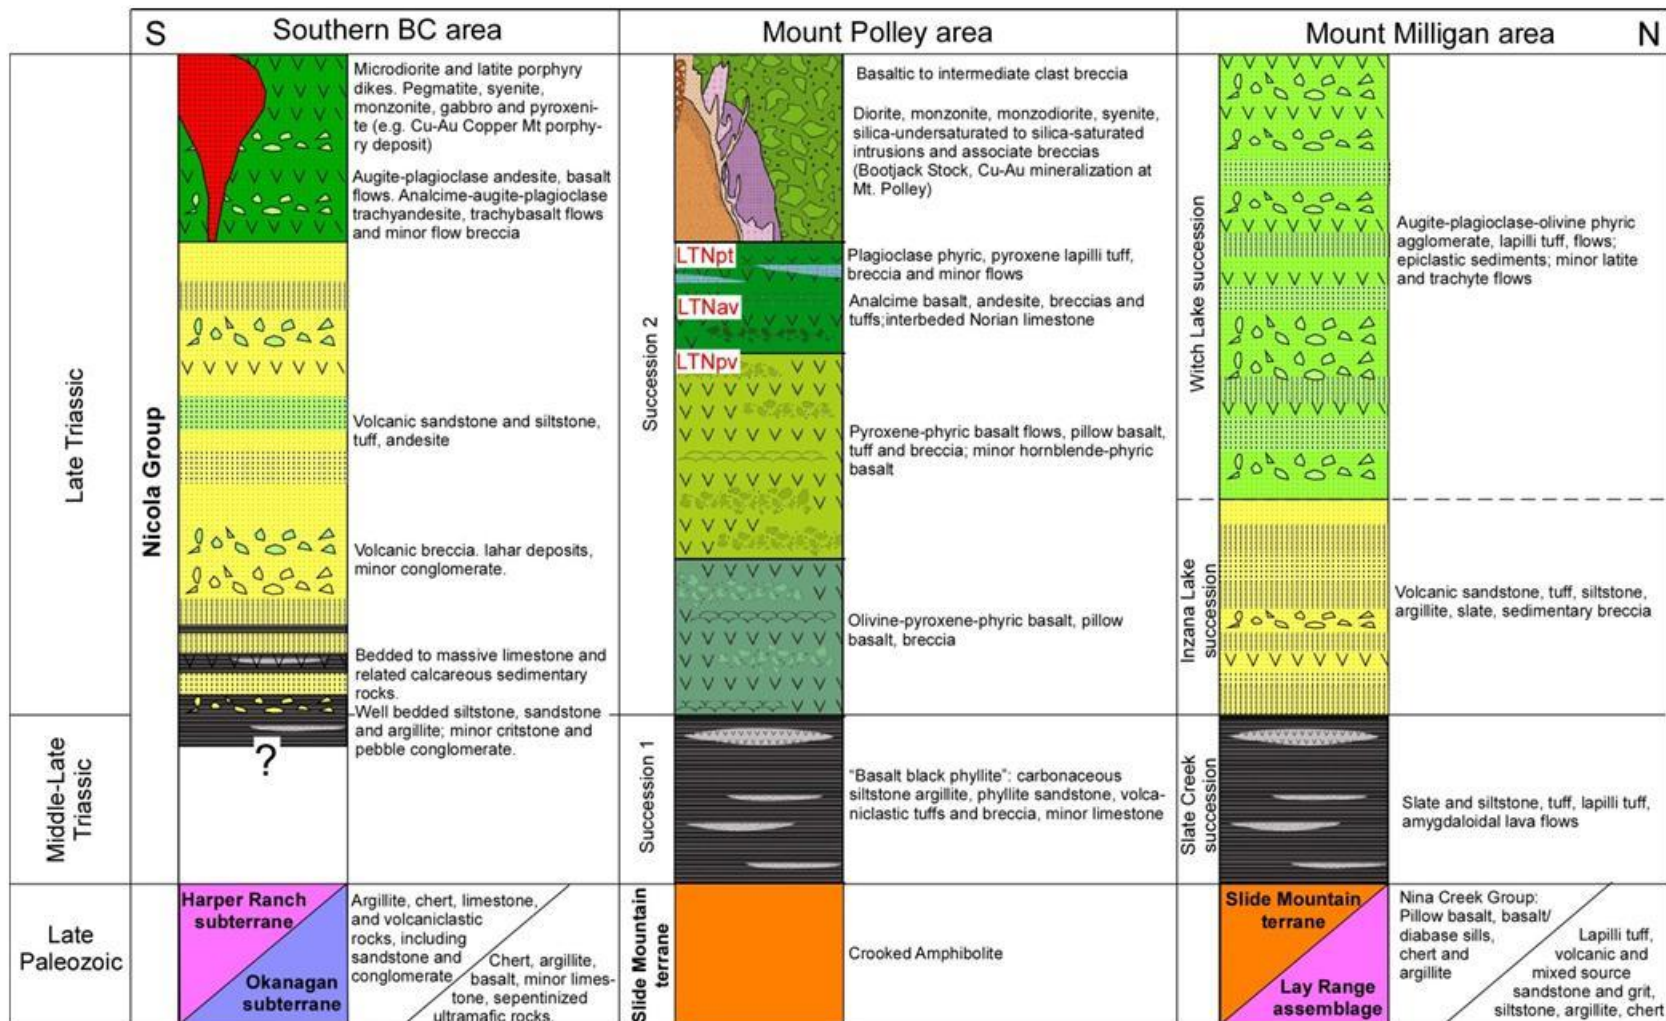 S
Southern BC area
Mount Polley area
Mount Milligan area
N
Late Triassic
Middle-Late
Triassic
Late
Paleozoic
Nicola Group
Microdiorite and latite porphyry
dikes. Pegmatite, syenite,
monzonite, gabbro and pyroxeni-
te (e.g. Cu-Au Copper Mt porphy-
ry deposit)
Augite-plagioclase andesite, basalt
flows. Analcime-augite-plagioclase
trachyandesite, trachybasalt flows
and minor flow breccia
Volcanic sandstone and siltstone,
tuff, andesite
Volcanic breccia. lahar deposits,
minor conglomerate.
Bedded to massive limestone and
related calcareous sedimentary
rocks.
Well bedded siltstone, sandstone
and argillite; minor critstone and
pebble conglomerate.
?
Harper Ranch
subterrane
Okanagan
subterrane
Argillite, chert, limestone,
and volcaniclastic
rocks, including
sandstone and
conglomerate
Chert, argillite,
basalt, minor limes-
tone, sepentinized
ultramafic rocks.
Succession 2
Succession 1
Slide Mountain
terrane
LTNpt
LTNav
LTNpv
Basaltic to intermediate clast breccia
Diorite, monzonite, monzodiorite, syenite,
silica-undersaturated to silica-saturated
intrusions and associate breccias
(Bootjack Stock, Cu-Au mineralization at
Mt. Polley)
Plagioclase phyric, pyroxene lapilli tuff,
breccia and minor flows
Analcime basalt, andesite, breccias and
tuffs;interbeded Norian limestone
Pyroxene-phyric basalt flows, pillow basalt,
tuff and breccia; minor hornblende-phyric
basalt
Olivine-pyroxene-phyric basalt, pillow
basalt, breccia
“Basalt black phyllite”: carbonaceous
siltstone argillite, phyllite sandstone, volca-
niclastic tuffs and breccia, minor limestone
Crooked Amphibolite
Witch Lake succession
Inzana Lake
succession
Slate Creek
succession
Augite-plagioclase-olivine phyric
agglomerate, lapilli tuff, flows;
epiclastic sediments; minor latite
and trachyte flows
Volcanic sandstone, tuff, siltstone,
argillite, slate, sedimentary breccia
Slate and siltstone, tuff, lapilli tuff,
amygdaloidal lava flows
Slide Mountain
terrane
Lay Range
assemblage
Nina Creek Group:
Pillow basalt, basalt/
diabase sills,
chert and
argillite
Lapilli tuff,
volcanic and
mixed source
sandstone and grit,
siltstone, argillite, chert